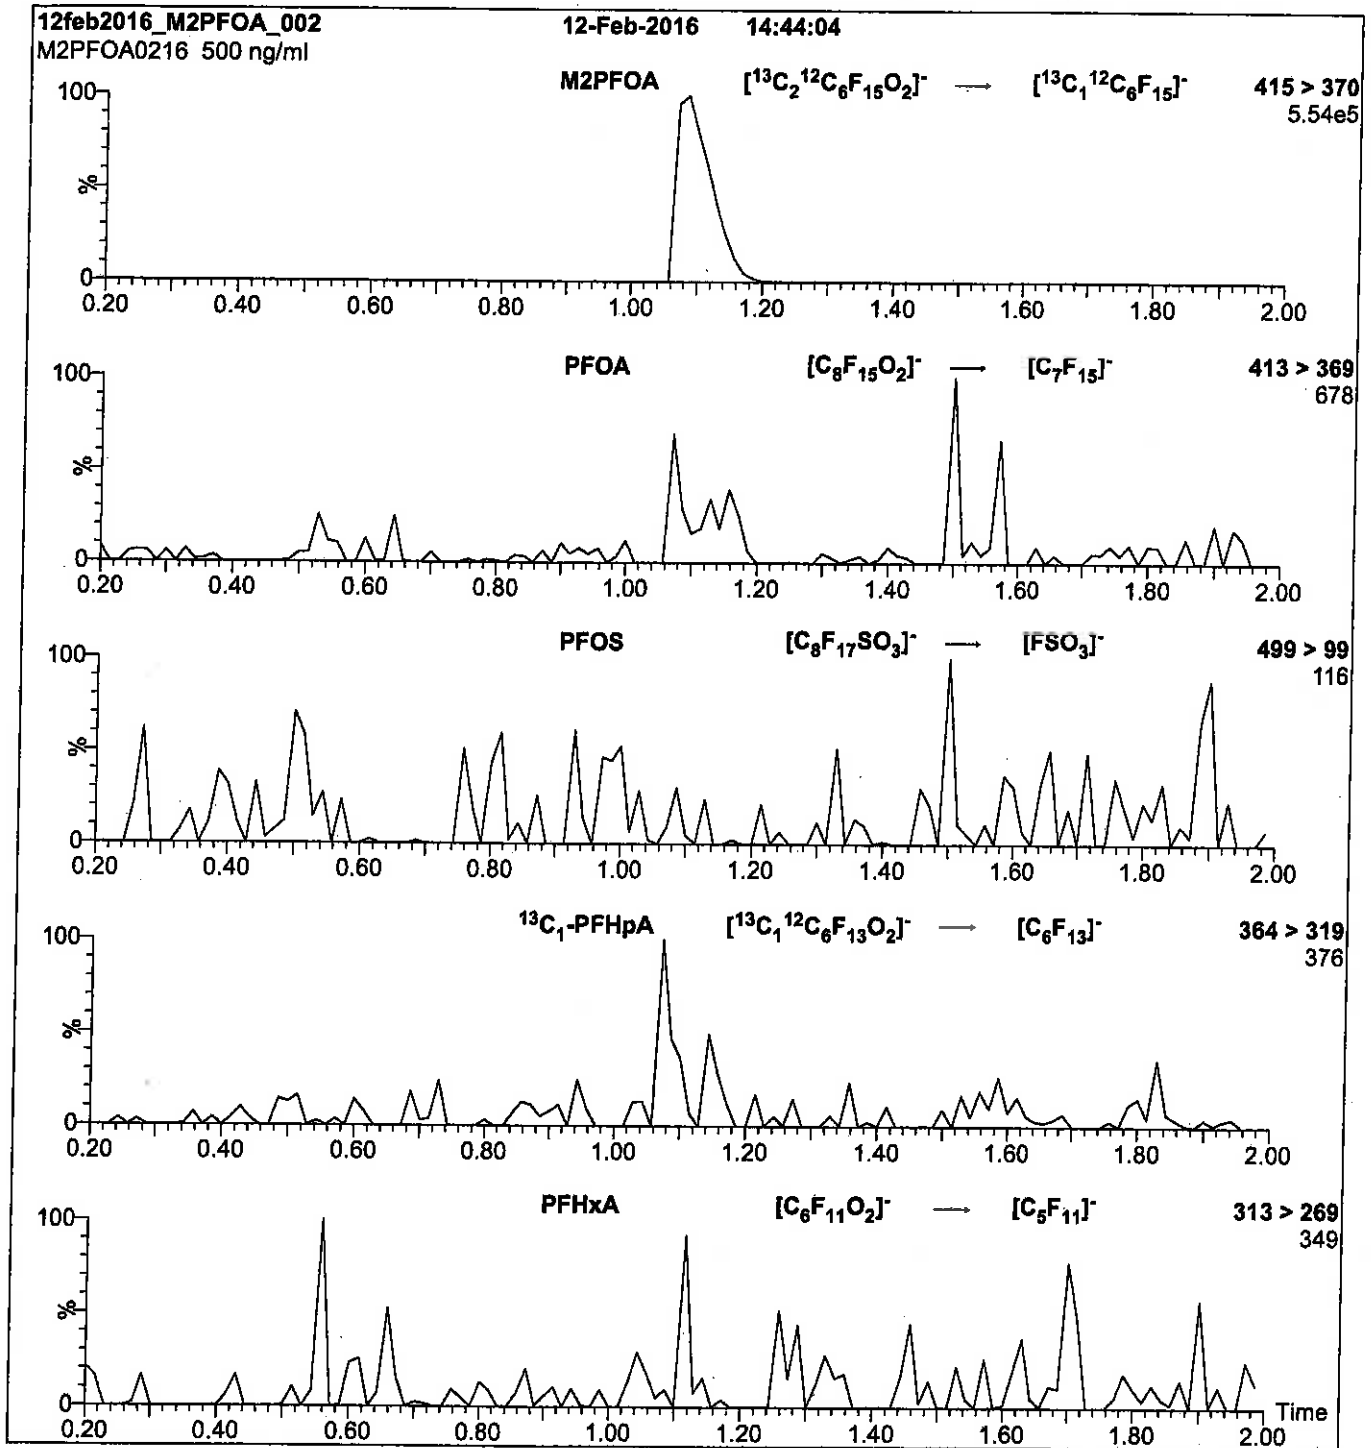 12feb2016_M2PFOA_002 12-Feb-2016 14:44:04
M2PFOA0216 500 ng/ml
M2PFOA [¹³C₂¹²C₆F₁₅O₂]⁻ → [¹³C₁¹²C₆F₁₅]⁻ 415 > 370
5.54e5
100
%
0
0.20 0.40 0.60 0.80 1.00 1.20 1.40 1.60 1.80 2.00
PFOA [C₈F₁₅O₂]⁻ → [C₇F₁₅]⁻ 413 > 369
678
100
%
0
0.20 0.40 0.60 0.80 1.00 1.20 1.40 1.60 1.80 2.00
PFOS [C₈F₁₇SO₃]⁻ → [FSO₃]⁻ 499 > 99
116
100
%
0
0.20 0.40 0.60 0.80 1.00 1.20 1.40 1.60 1.80 2.00
¹³C₁-PFHpA [¹³C₁¹²C₆F₁₃O₂]⁻ → [C₆F₁₃]⁻ 364 > 319
376
100
%
0
0.20 0.40 0.60 0.80 1.00 1.20 1.40 1.60 1.80 2.00
PFHxA [C₆F₁₁O₂]⁻ → [C₅F₁₁]⁻ 313 > 269
349
100
%
0
0.20 0.40 0.60 0.80 1.00 1.20 1.40 1.60 1.80 2.00 Time